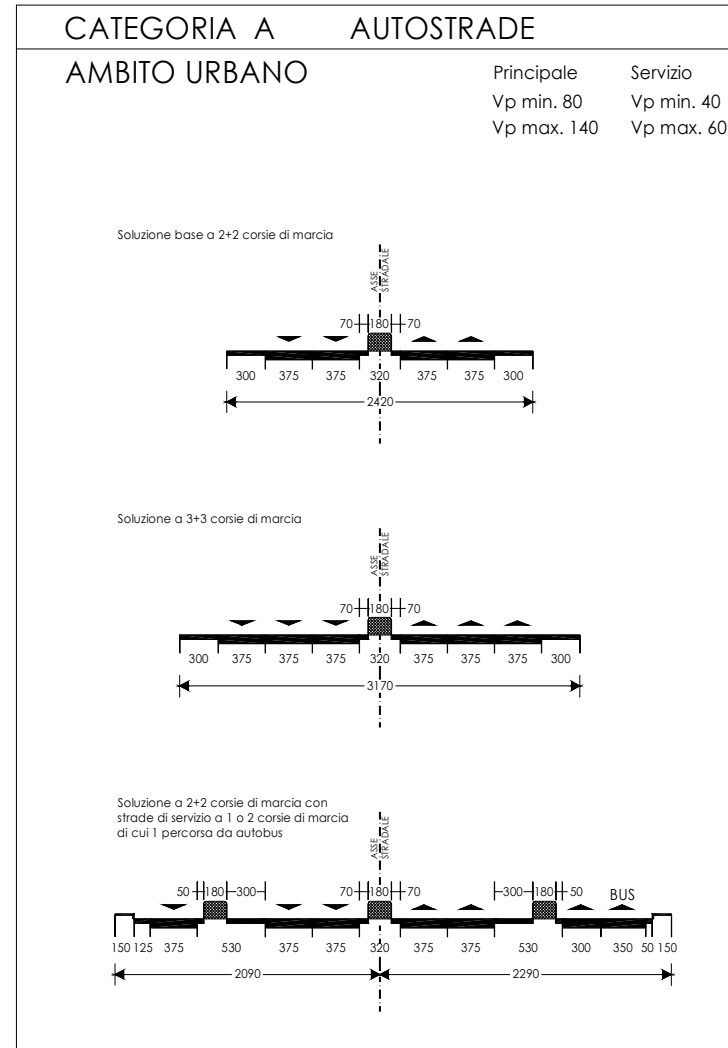 CATEGORIA A AUTOSTRADE
AMBITO URBANO
Principale Servizio
Vp min. 80 Vp min. 40
Vp max. 140 Vp max. 60
Soluzione base a 2+2 corsie di marcia
ASSE
STRADALE
70 180 70
300 375 375 320 375 375 300
2420
Soluzione a 3+3 corsie di marcia
ASSE
STRADALE
70 180 70
300 375 375 375 320 375 375 375 300
3170
Soluzione a 2+2 corsie di marcia con
strade di servizio a 1 o 2 corsie di marcia
di cui 1 percorsa da autobus
ASSE
STRADALE
50 180 300 70 180 70 300 180 50 BUS
150 125 375 530 375 375 320 375 375 530 300 350 50 150
2090 2290